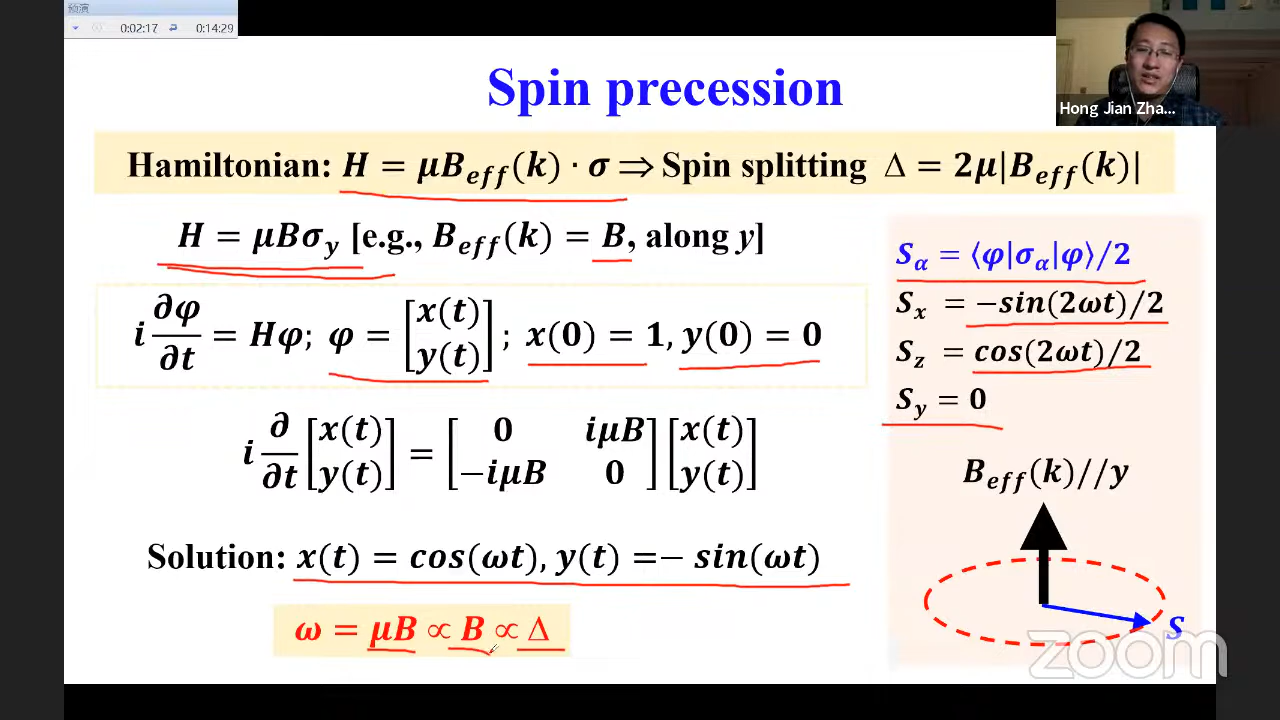 预演
0:02:17 0:14:29
Hong Jian Zha...
Spin precession
Hamiltonian: H = μB_eff(k) · σ ⟹ Spin splitting Δ = 2μ|B_eff(k)|
H = μBσ_y [e.g., B_eff(k) = B, along y]
i ∂φ/∂t = Hφ; φ = [x(t) y(t)]; x(0) = 1, y(0) = 0
i ∂/∂t [x(t) y(t)] = [0 iμB −iμB 0] [x(t) y(t)]
Solution: x(t) = cos(ωt), y(t) =− sin(ωt)
ω = μB ∝ B ∝ Δ
S_α = ⟨φ|σ_α|φ⟩/2
S_x = −sin(2ωt)/2
S_z = cos(2ωt)/2
S_y = 0
B_eff(k)//y
S
zoom